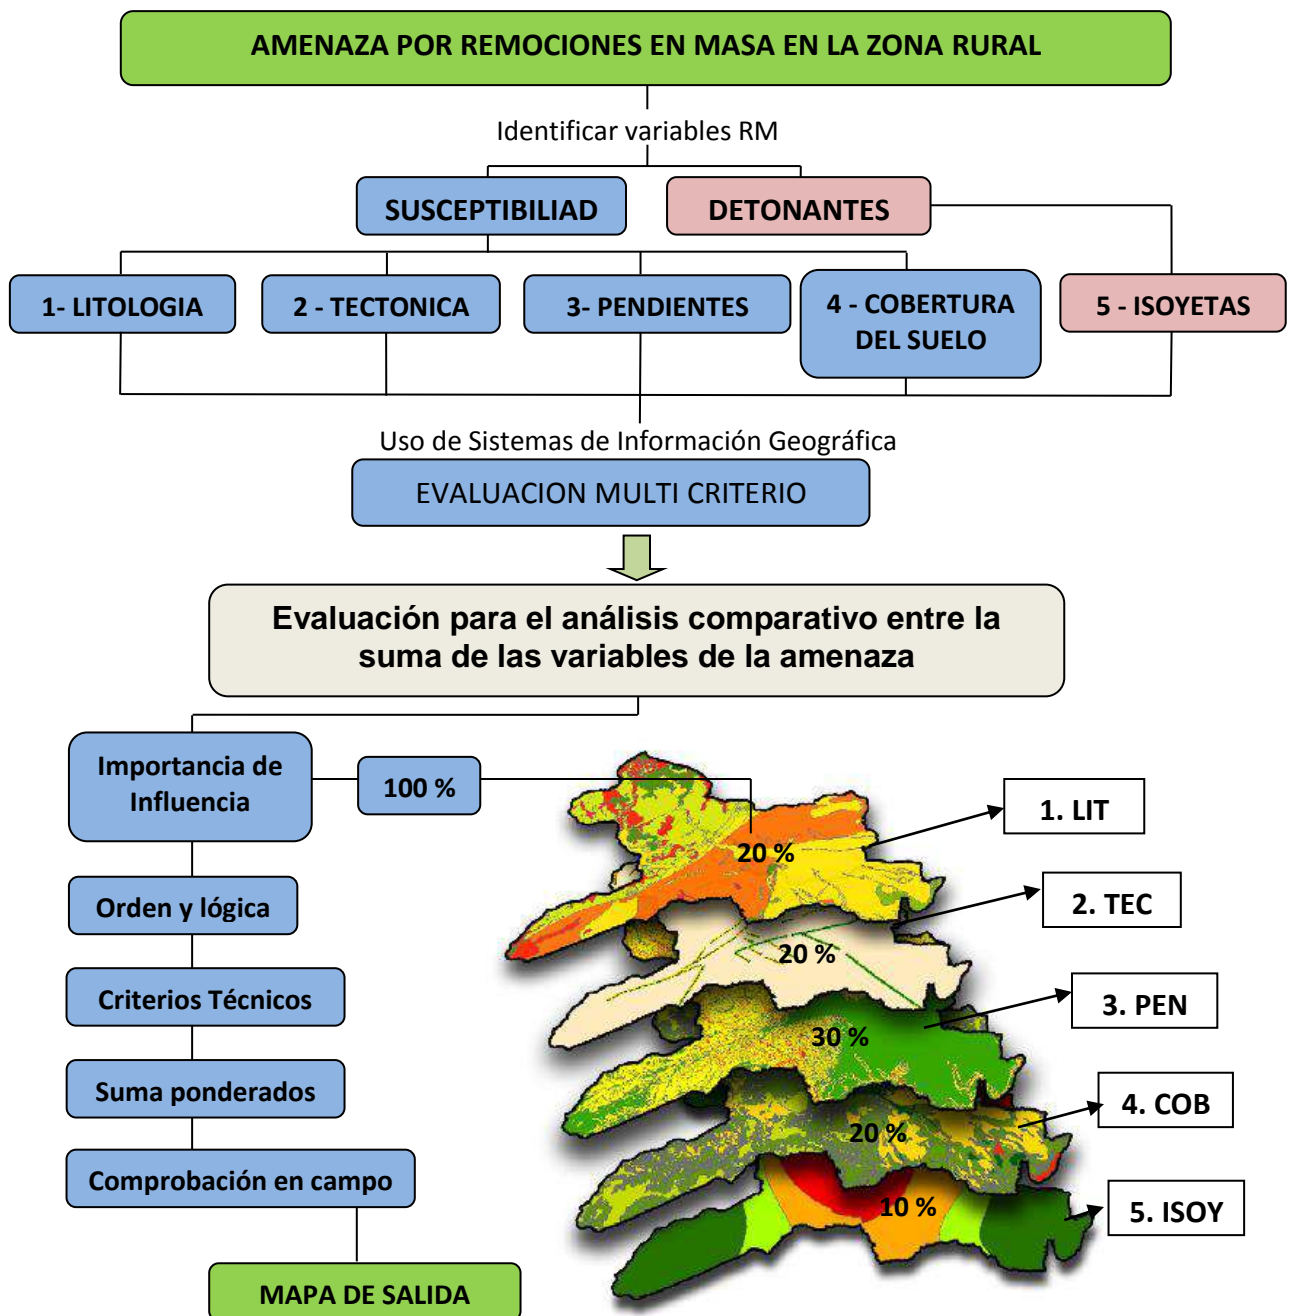 AMENAZA POR REMOCIONES EN MASA EN LA ZONA RURAL
Identificar variables RM
SUSCEPTIBILIAD
DETONANTES
1- LITOLOGIA
2 - TECTONICA
3- PENDIENTES
4 - COBERTURA
DEL SUELO
5 - ISOYETAS
Uso de Sistemas de Información Geográfica
EVALUACION MULTI CRITERIO
Evaluación para el análisis comparativo entre la
suma de las variables de la amenaza
Importancia de
Influencia
100 %
Orden y lógica
Criterios Técnicos
Suma ponderados
Comprobación en campo
MAPA DE SALIDA
20 %
1. LIT
20 %
2. TEC
30 %
3. PEN
20 %
4. COB
10 %
5. ISOY